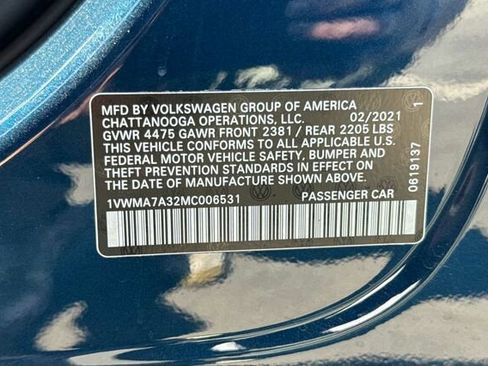 MFD BY VOLKSWAGEN GROUP OF AMERICA
CHATTANOOGA OPERATIONS, LLC. 02/2021
GVWR 4475 GAWR FRONT 2381 / REAR 2205 LBS
THIS VEHICLE CONFORMS TO ALL APPLICABLE U.S.
FEDERAL MOTOR VEHICLE SAFETY, BUMPER AND
THEFT PREVENTION STANDARDS IN EFFECT ON THE
DATE OF MANUFACTURE SHOWN ABOVE.
1VWMA7A32MC006531 PASSENGER CAR
0619137 1